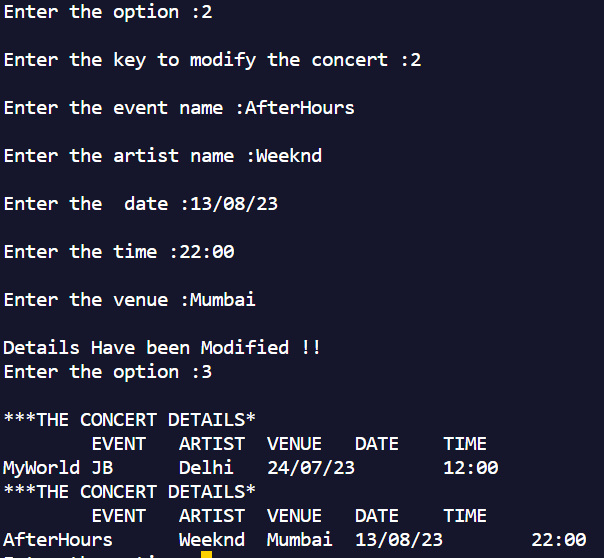 Enter the option :2
Enter the key to modify the concert :2
Enter the event name :AfterHours
Enter the artist name :Weeknd
Enter the  date :13/08/23
Enter the time :22:00
Enter the venue :Mumbai
Details Have been Modified !!
Enter the option :3
***THE CONCERT DETAILS*
        EVENT   ARTIST  VENUE   DATE    TIME
MyWorld JB      Delhi   24/07/23        12:00
***THE CONCERT DETAILS*
        EVENT   ARTIST  VENUE   DATE    TIME
AfterHours      Weeknd  Mumbai  13/08/23        22:00